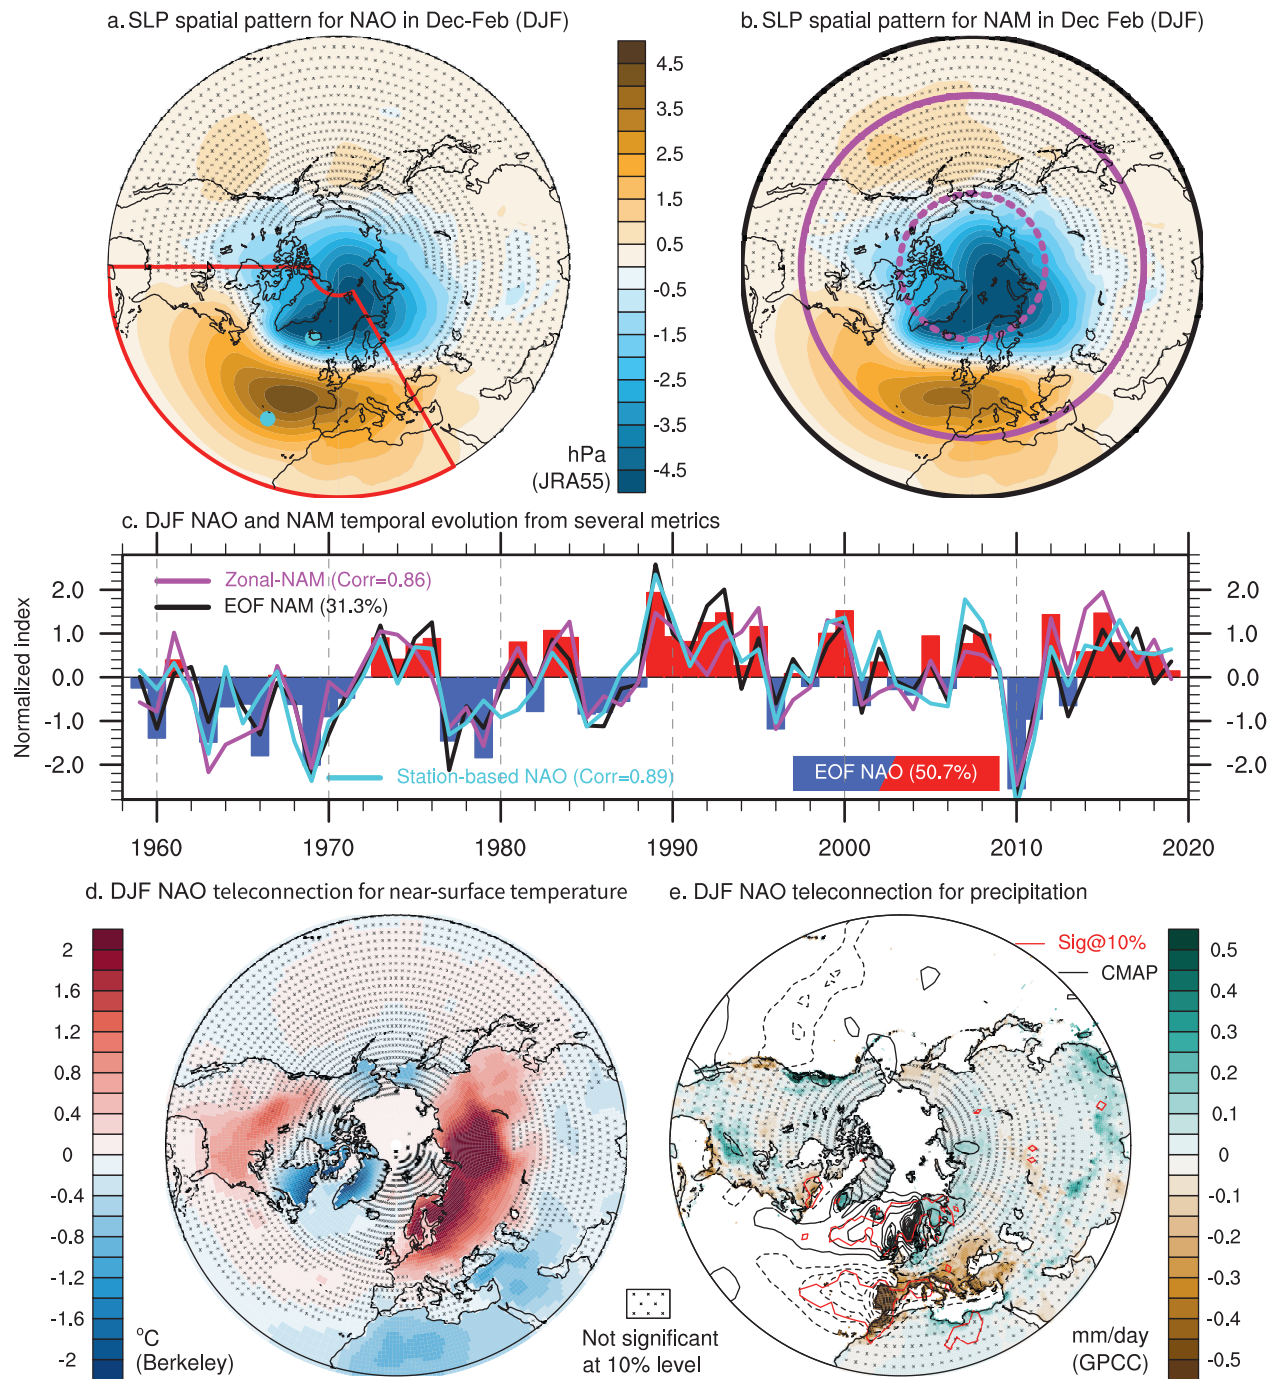 a. SLP spatial pattern for NAO in Dec-Feb (DJF)
b. SLP spatial pattern for NAM in Dec Feb (DJF)
4.5
3.5
2.5
1.5
0.5
-0.5
-1.5
-2.5
-3.5
-4.5
hPa
(JRA55)
c. DJF NAO and NAM temporal evolution from several metrics
Normalized index
2.0
1.0
0.0
-1.0
-2.0
2.0
1.0
0.0
-1.0
-2.0
Zonal-NAM (Corr=0.86)
EOF NAM (31.3%)
Station-based NAO (Corr=0.89)
EOF NAO (50.7%)
1960
1970
1980
1990
2000
2010
2020
d. DJF NAO teleconnection for near-surface temperature
e. DJF NAO teleconnection for precipitation
2
1.6
1.2
0.8
0.4
0
-0.4
-0.8
-1.2
-1.6
-2
°C
(Berkeley)
Not significant
at 10% level
Sig@10%
CMAP
0.5
0.4
0.3
0.2
0.1
0
-0.1
-0.2
-0.3
-0.4
-0.5
mm/day
(GPCC)